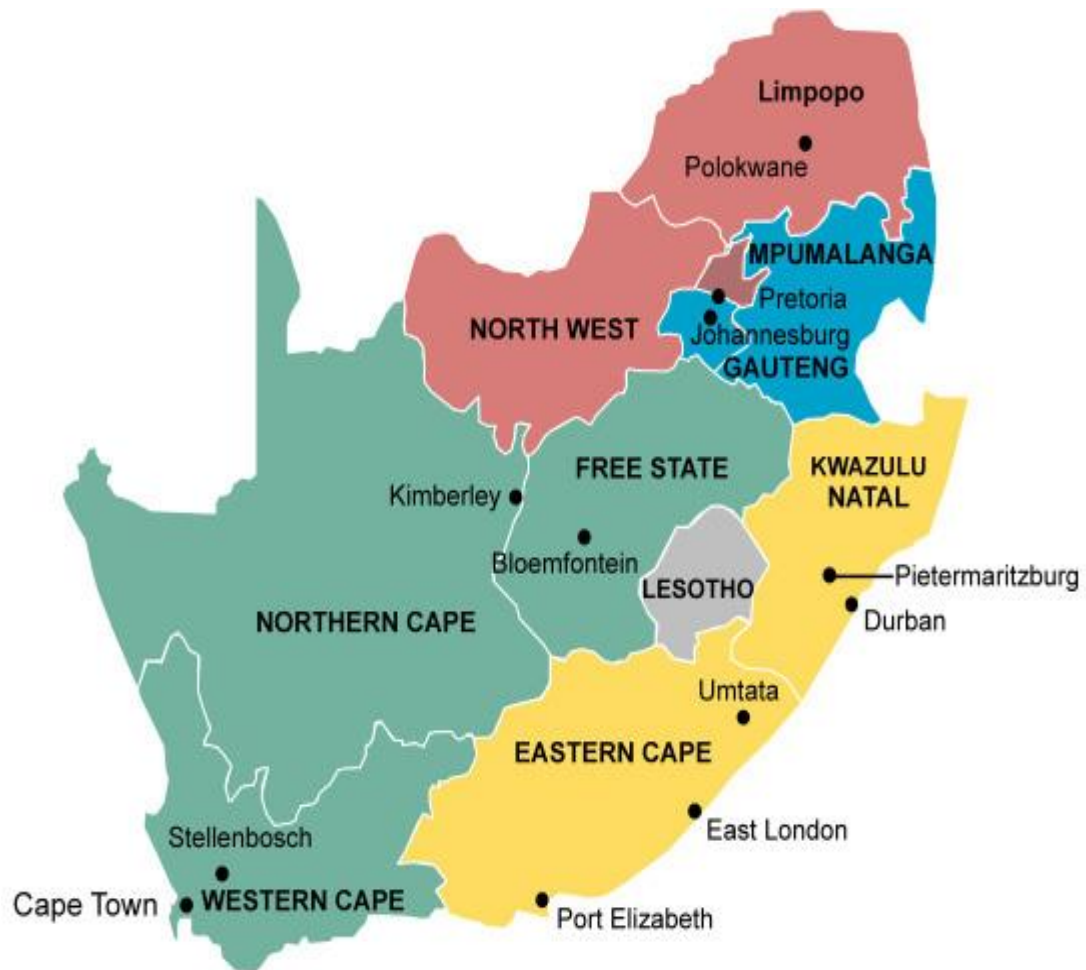 Limpopo
Polokwane
MPUMALANGA
Pretoria
NORTH WEST
Johannesburg
GAUTENG
FREE STATE
KWAZULU
NATAL
Kimberley
Bloemfontein
Pietermaritzburg
LESOTHO
Durban
NORTHERN CAPE
Umtata
EASTERN CAPE
East London
Stellenbosch
WESTERN CAPE
Cape Town
Port Elizabeth